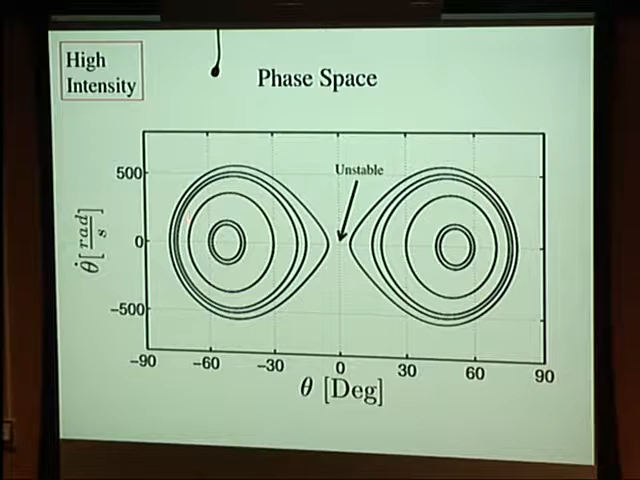 High
Intensity
Phase Space
Unstable
500
0
−500
θ̇ [rad/s]
−90
−60
−30
0
30
60
90
θ [Deg]